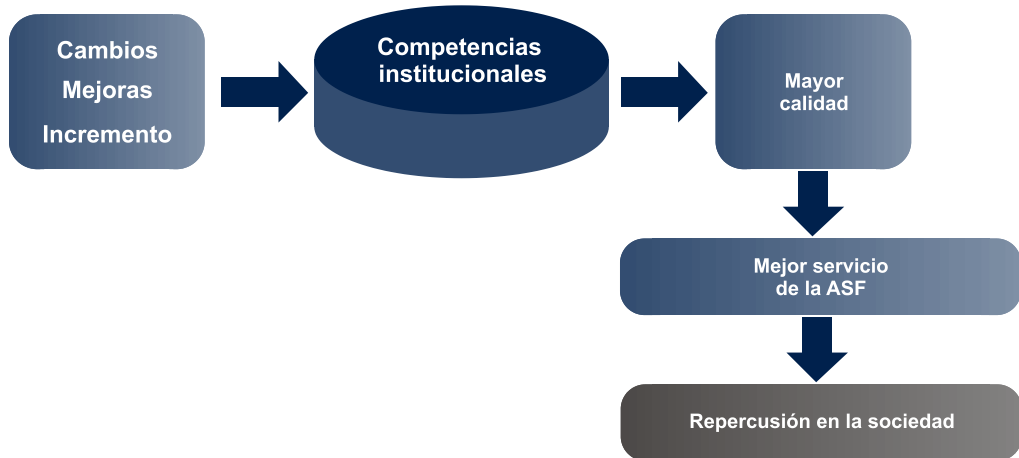 Cambios
Mejoras
Incremento
Competencias
institucionales
Mayor
calidad
Mejor servicio
de la ASF
Repercusión en la sociedad